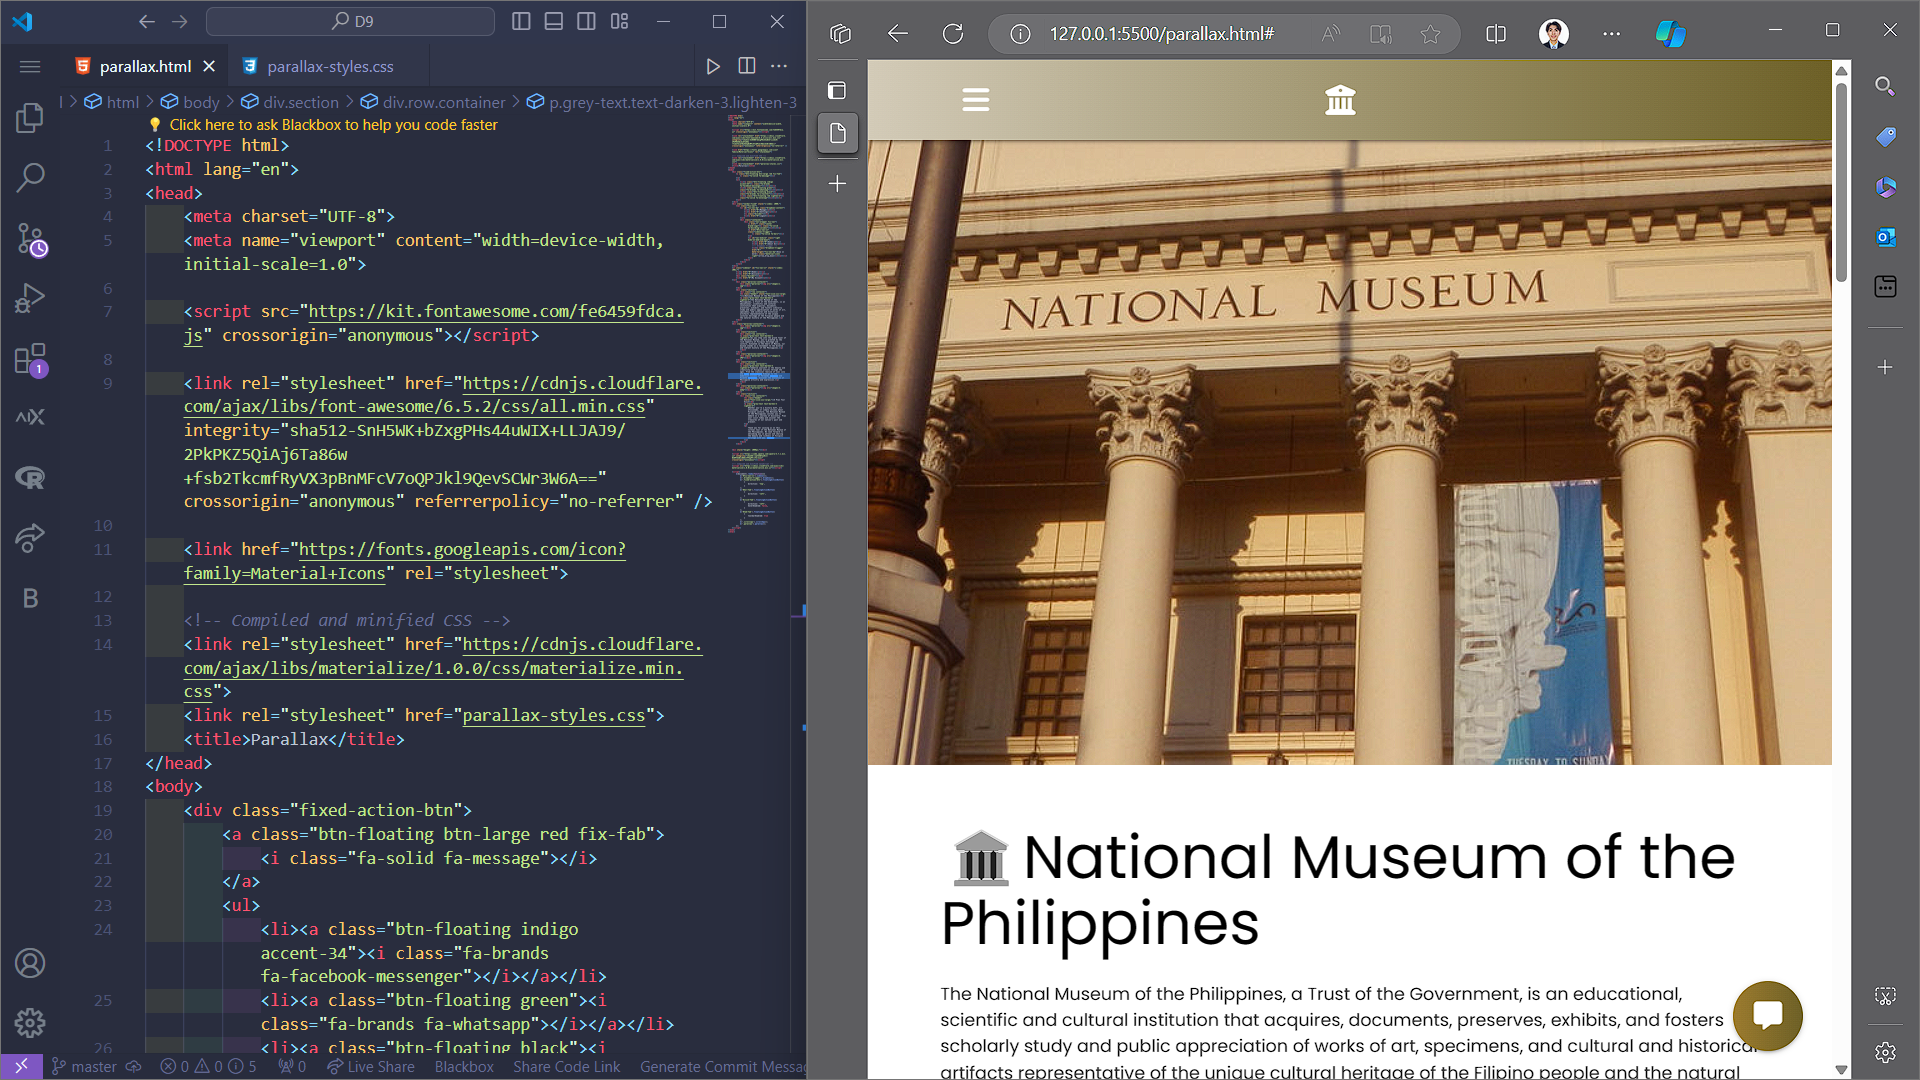 D9
parallax.html
parallax-styles.css
html
body
div.section
div.row.container
p.grey-text.text-darken-3.lighten-3
Click here to ask Blackbox to help you code faster
1 <!DOCTYPE html>
2 <html lang="en">
3 <head>
4 <meta charset="UTF-8">
5 <meta name="viewport" content="width=device-width,
initial-scale=1.0">
6
7 <script src="https://kit.fontawesome.com/fe6459fdca.
js" crossorigin="anonymous"></script>
8
9 <link rel="stylesheet" href="https://cdnjs.cloudflare.
com/ajax/libs/font-awesome/6.5.2/css/all.min.css"
integrity="sha512-SnH5WK+bZxgPHs44uWIX+LLJAJ9/
2PkPKZ5QiAj6Ta86w
+fsb2TkcmfRyVX3pBnMFcV7oQPJkl9QevSCWr3W6A=="
crossorigin="anonymous" referrerpolicy="no-referrer" />
10
11 <link href="https://fonts.googleapis.com/icon?
family=Material+Icons" rel="stylesheet">
12
13 <!-- Compiled and minified CSS -->
14 <link rel="stylesheet" href="https://cdnjs.cloudflare.
com/ajax/libs/materialize/1.0.0/css/materialize.min.
css">
15 <link rel="stylesheet" href="parallax-styles.css">
16 <title>Parallax</title>
17 </head>
18 <body>
19 <div class="fixed-action-btn">
20 <a class="btn-floating btn-large red fix-fab">
21 <i class="fa-solid fa-message"></i>
22 </a>
23 <ul>
24 <li><a class="btn-floating indigo
accent-34"><i class="fa-brands
fa-facebook-messenger"></i></a></li>
25 <li><a class="btn-floating green"><i
class="fa-brands fa-whatsapp"></i></a></li>
26 <li><a class="btn-floating black"><i
master
0
0
5
0
Live Share
Blackbox
Share Code Link
Generate Commit Messag
1
B
127.0.0.1:5500/parallax.html#
NATIONAL MUSEUM
FREE ADMISSION
TUESDAY TO SUNDAY
National Museum of the
Philippines
The National Museum of the Philippines, a Trust of the Government, is an educational,
scientific and cultural institution that acquires, documents, preserves, exhibits, and fosters
scholarly study and public appreciation of works of art, specimens, and cultural and historical
artifacts representative of the unique cultural heritage of the Filipino people and the natural